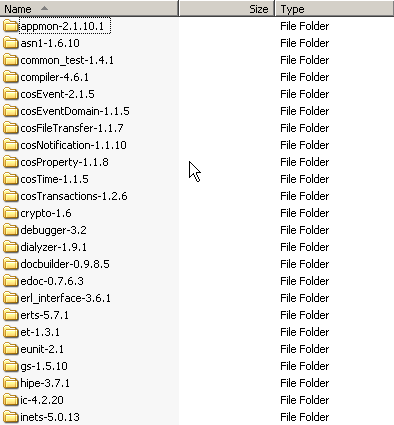 Name Size Type
appmon-2.1.10.1 File Folder
asn1-1.6.10 File Folder
common_test-1.4.1 File Folder
compiler-4.6.1 File Folder
cosEvent-2.1.5 File Folder
cosEventDomain-1.1.5 File Folder
cosFileTransfer-1.1.7 File Folder
cosNotification-1.1.10 File Folder
cosProperty-1.1.8 File Folder
cosTime-1.1.5 File Folder
cosTransactions-1.2.6 File Folder
crypto-1.6 File Folder
debugger-3.2 File Folder
dialyzer-1.9.1 File Folder
docbuilder-0.9.8.5 File Folder
edoc-0.7.6.3 File Folder
erl_interface-3.6.1 File Folder
erts-5.7.1 File Folder
et-1.3.1 File Folder
eunit-2.1 File Folder
gs-1.5.10 File Folder
hipe-3.7.1 File Folder
ic-4.2.20 File Folder
inets-5.0.13 File Folder